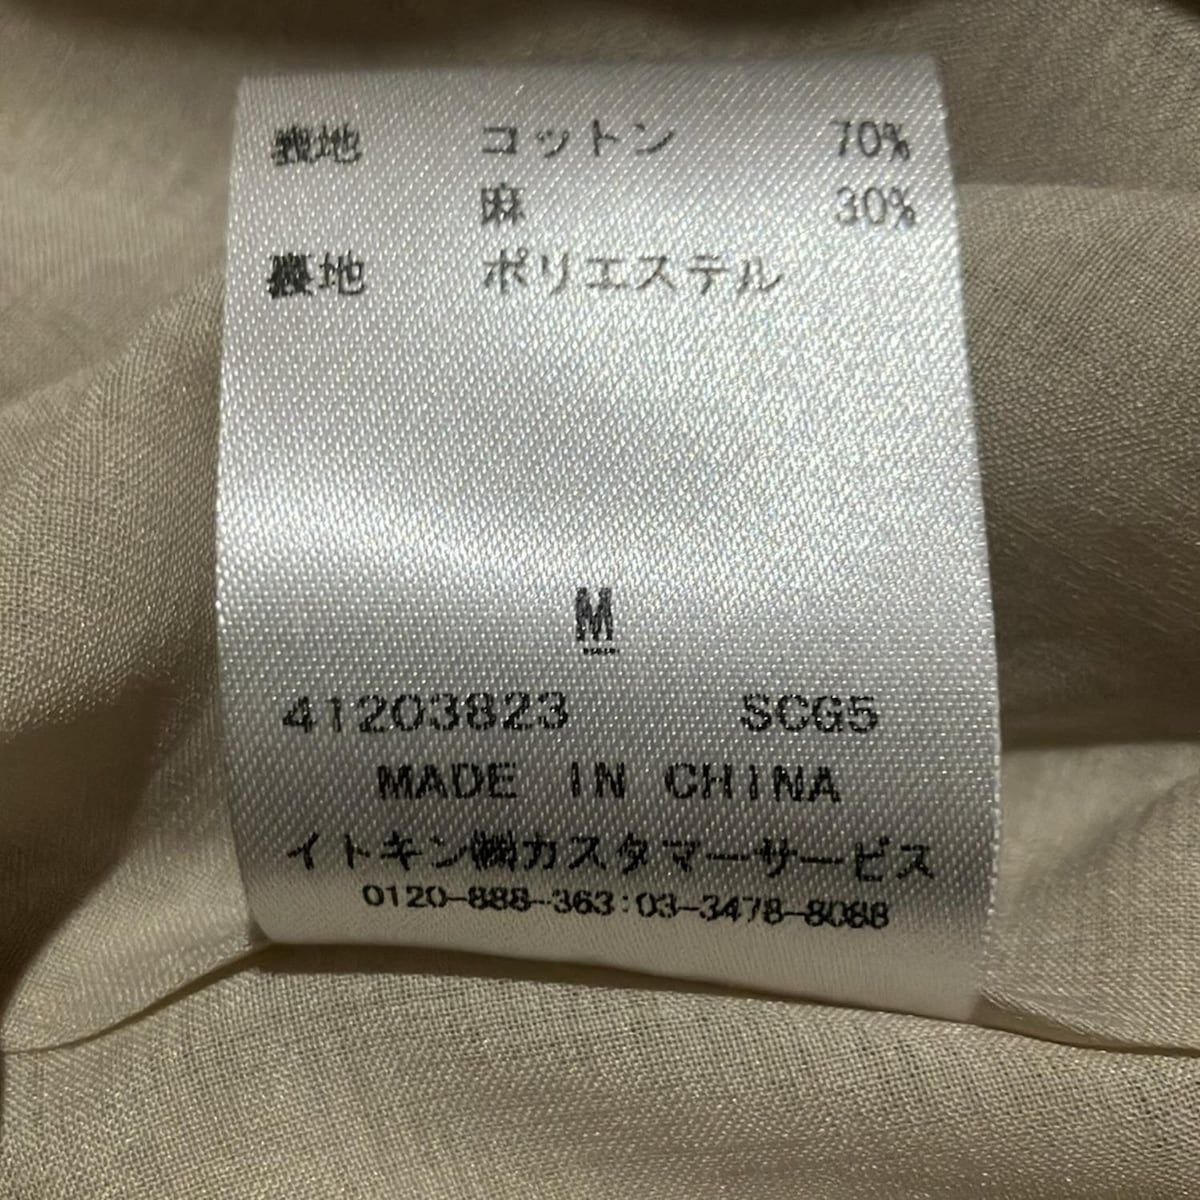 表地 コットン 70%
麻 30%
裏地 ポリエステル
M
41203823 SCG5
MADE IN CHINA
イトキン㈱カスタマーサービス
0120-888-363:03-3478-8088